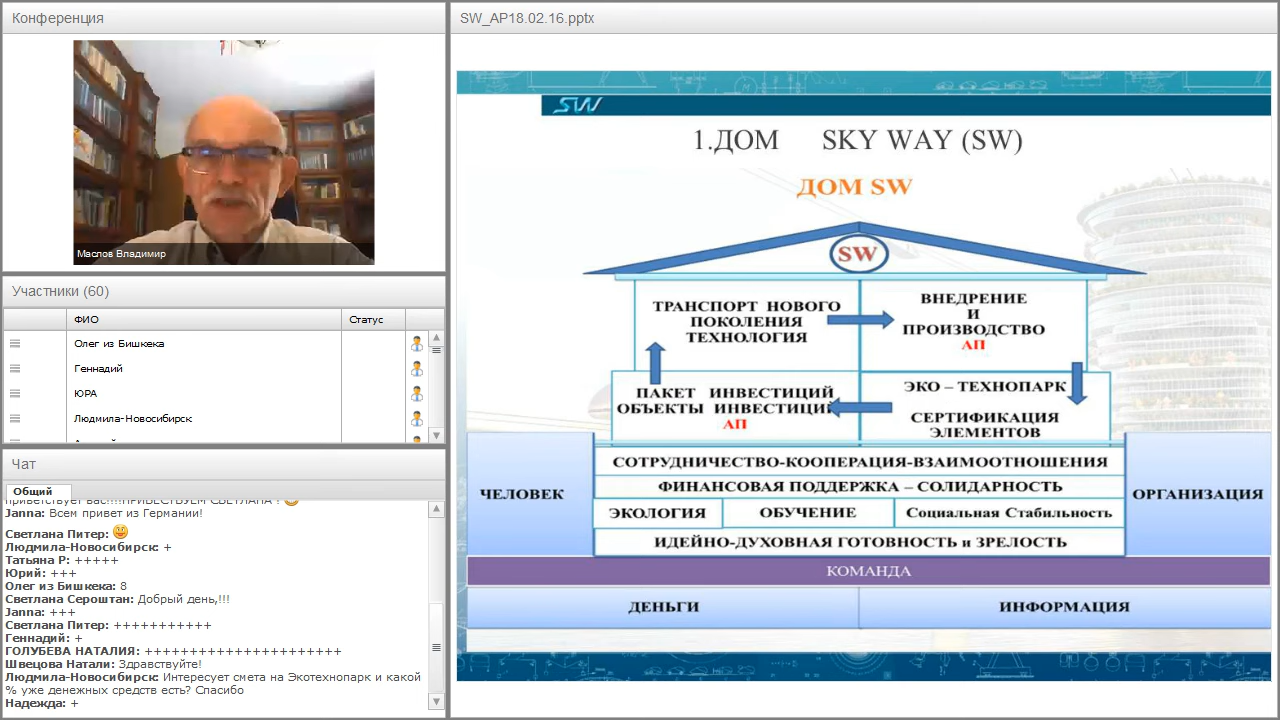 Конференция
Маслов Владимир
Участники (60)
ФИО
Статус
Олег из Бишкека
Геннадий
ЮРА
Людмила-Новосибирск
Чат
Общий
Janna: Всем привет из Германии!
Светлана Питер:
Людмила-Новосибирск: +
Татьяна Р: +++++
Юрий: +++
Олег из Бишкека: 8
Светлана Сероштан: Добрый день,!!!
Janna: +++
Светлана Питер: +++++++++++
Геннадий: +
ГОЛУБЕВА НАТАЛИЯ: ++++++++++++++++++++++
Швецова Натали: Здравствуйте!
Людмила-Новосибирск: Интересует смета на Экотехнопарк и какой
% уже денежных средств есть? Спасибо
Надежда: +
SW_AP18.02.16.pptx
SW
1.ДОМ SKY WAY (SW)
ДОМ SW
SW
ТРАНСПОРТ НОВОГО
ПОКОЛЕНИЯ
ТЕХНОЛОГИЯ
ВНЕДРЕНИЕ
И
ПРОИЗВОДСТВО
АП
ПАКЕТ ИНВЕСТИЦИЙ
ОБЪЕКТЫ ИНВЕСТИЦИЙ
АП
ЭКО – ТЕХНОПАРК
СЕРТИФИКАЦИЯ
ЭЛЕМЕНТОВ
ЧЕЛОВЕК
СОТРУДНИЧЕСТВО-КООПЕРАЦИЯ-ВЗАИМООТНОШЕНИЯ
ФИНАНСОВАЯ ПОДДЕРЖКА – СОЛИДАРНОСТЬ
ЭКОЛОГИЯ
ОБУЧЕНИЕ
Социальная Стабильность
ИДЕЙНО-ДУХОВНАЯ ГОТОВНОСТЬ и ЗРЕЛОСТЬ
ОРГАНИЗАЦИЯ
КОМАНДА
ДЕНЬГИ
ИНФОРМАЦИЯ